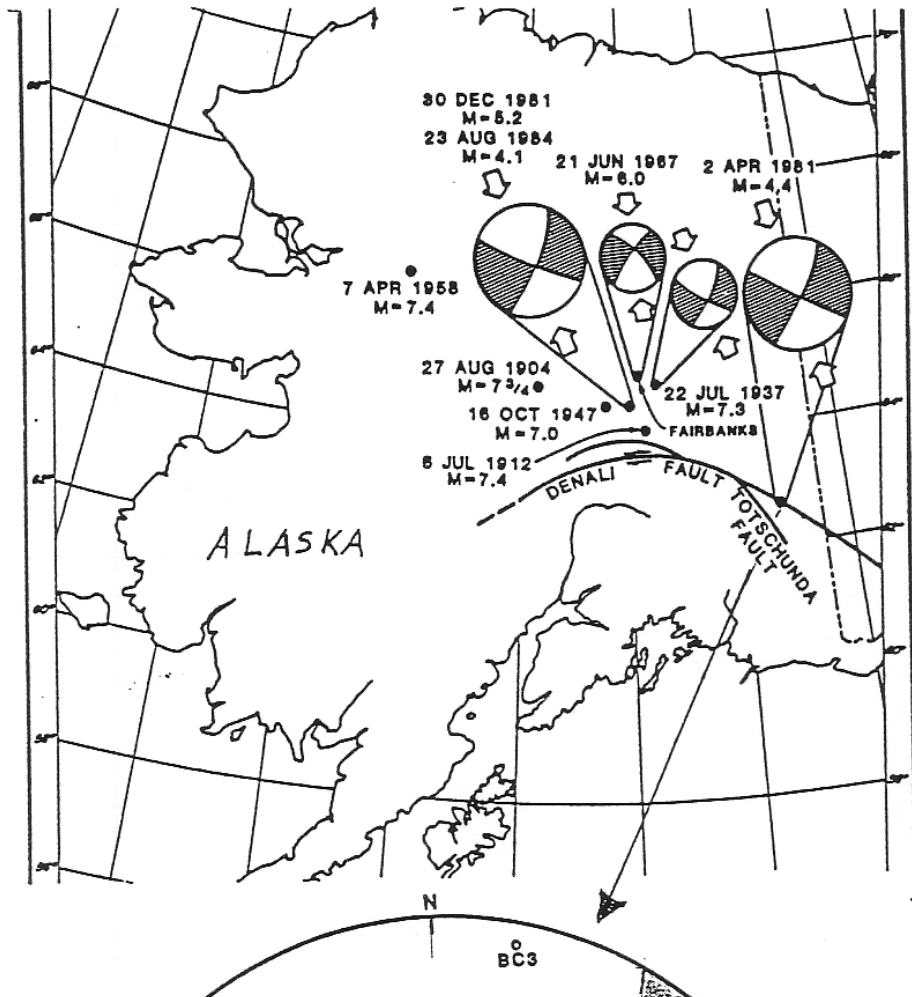 30 DEC 1981
M=5.2
23 AUG 1984
M=4.1
21 JUN 1967
M=6.0
2 APR 1981
M=4.4
7 APR 1958
M=7.4
27 AUG 1904
M=7 3/4
16 OCT 1947
M=7.0
6 JUL 1912
M=7.4
22 JUL 1937
M=7.3
FAIRBANKS
DENALI FAULT
TOTSCHUNDA
FAULT
ALASKA
N
BC3